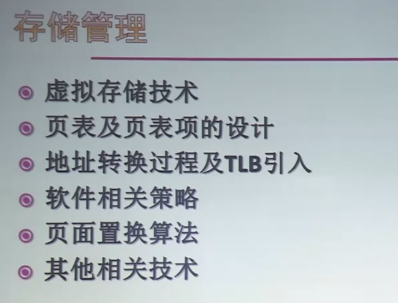 存储管理
虚拟存储技术
页表及页表项的设计
地址转换过程及TLB引入
软件相关策略
页面置换算法
其他相关技术